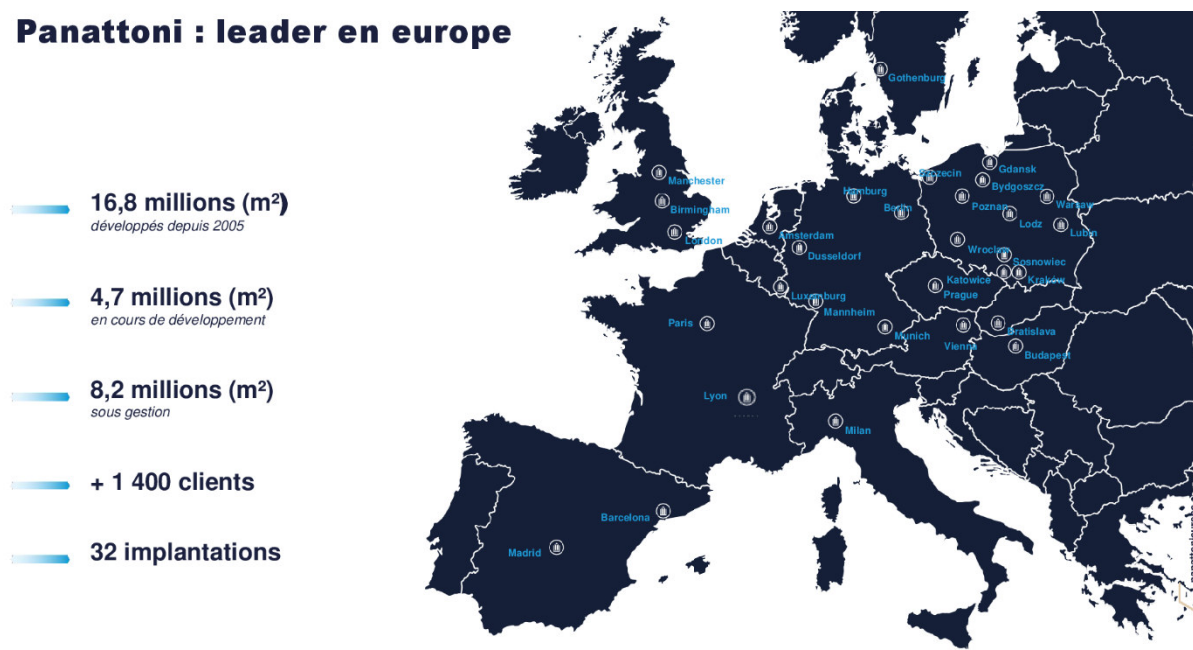 Panattoni : leader en europe
16,8 millions (m²)
développés depuis 2005
4,7 millions (m²)
en cours de développement
8,2 millions (m²)
sous gestion
+ 1 400 clients
32 implantations
Gothenburg
Manchester
Birmingham
London
Amsterdam
Dusseldorf
Luxemburg
Hamburg
Berlin
Mannheim
Munich
Szczecin
Gdansk
Bydgoszcz
Poznan
Warsaw
Lodz
Lubin
Wroclaw
Sosnowiec
Katowice
Kraków
Prague
Vienna
Bratislava
Budapest
Paris
Lyon
Milan
Barcelona
Madrid